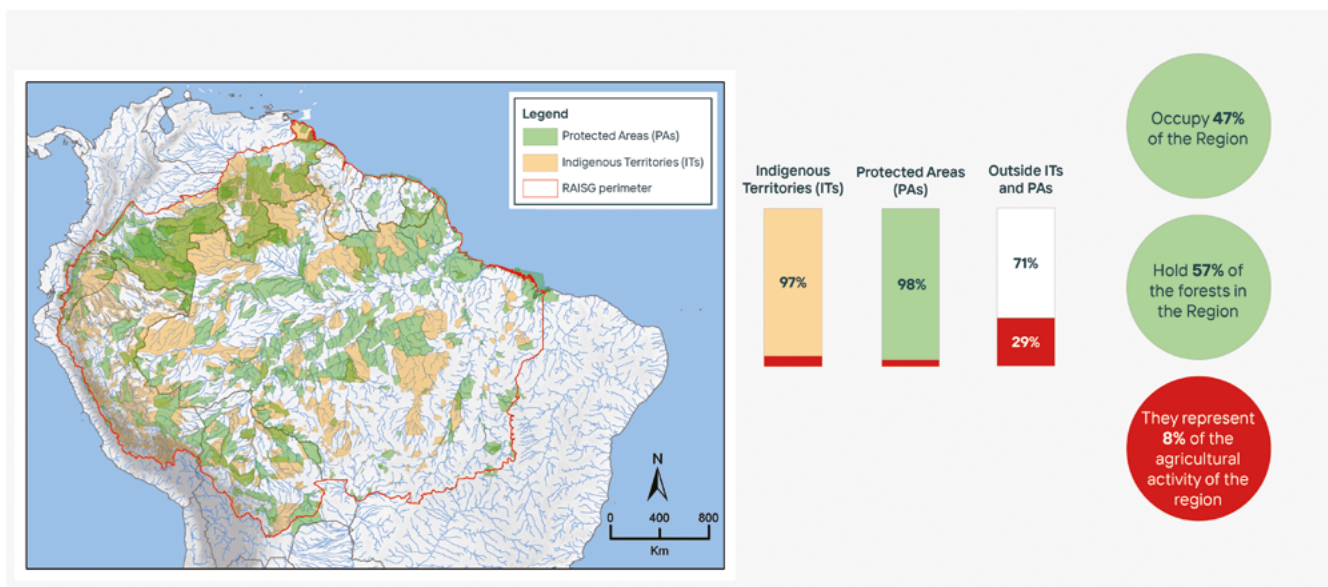 Legend
Protected Areas (PAs)
Indigenous Territories (ITs)
RAISG perimeter
N
0 400 800
Km
Indigenous
Territories (ITs)
97%
Protected Areas
(PAs)
98%
Outside ITs
and PAs
71%
29%
Occupy 47%
of the Region
Hold 57% of
the forests in
the Region
They represent
8% of the
agricultural
activity of the
region